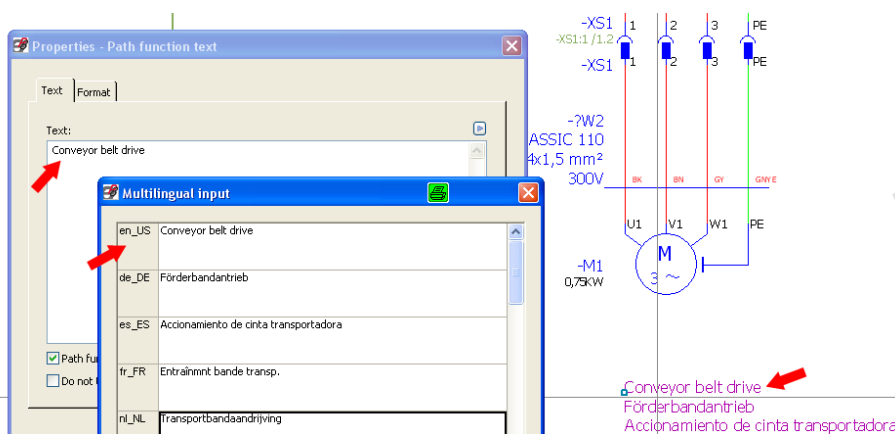 Properties - Path function text
Text
Format
Text:
Conveyor belt drive
Path fu
Do not
Multilingual input
en_US Conveyor belt drive
de_DE Förderbandantrieb
es_ES Accionamiento de cinta transportadora
fr_FR Entraînmnt bande transp.
nl_NL Transportbandaandrijving
-XS1 1 2 3 PE
-XS1:1 /1.2
-XS1 1 2 3 PE
-?W2
ASSIC 110
4x1,5 mm²
300V BK BN GY GNYE
U1 V1 W1 PE
M
-M1
3 ~
0,75KW
Conveyor belt drive
Förderbandantrieb
Accionamiento de cinta transportadora